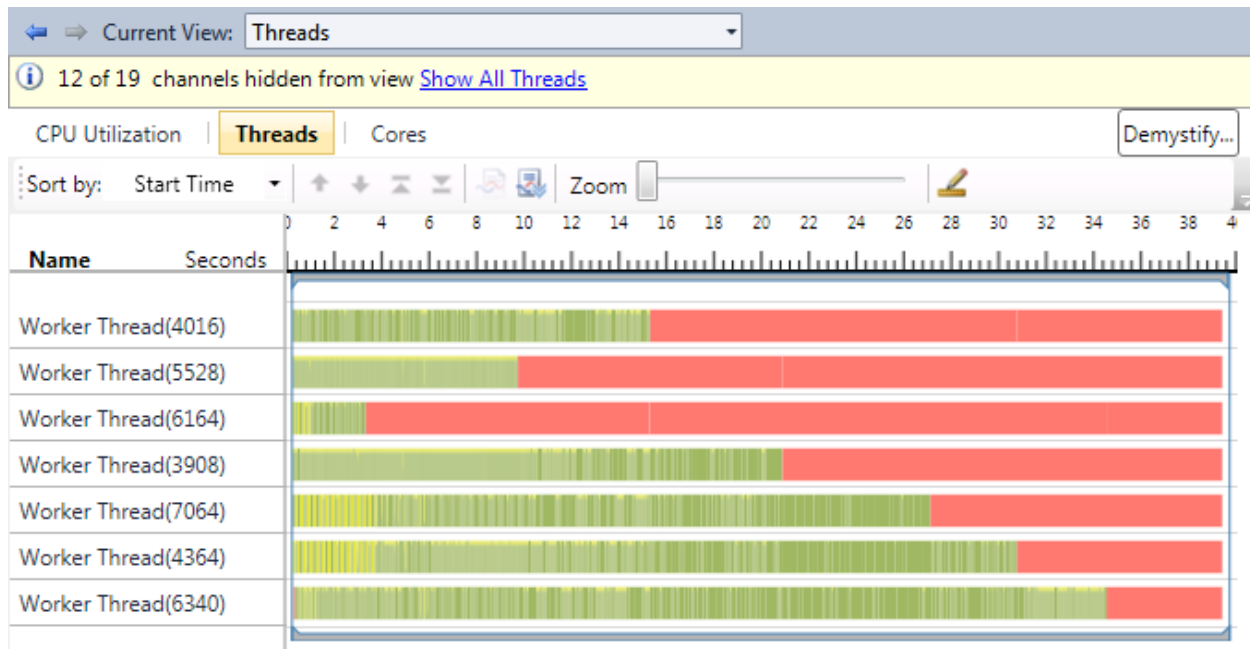 Current View: Threads
12 of 19 channels hidden from view Show All Threads
CPU Utilization Threads Cores Demystify...
Sort by: Start Time Zoom
0 2 4 6 8 10 12 14 16 18 20 22 24 26 28 30 32 34 36 38
Name Seconds
Worker Thread(4016)
Worker Thread(5528)
Worker Thread(6164)
Worker Thread(3908)
Worker Thread(7064)
Worker Thread(4364)
Worker Thread(6340)